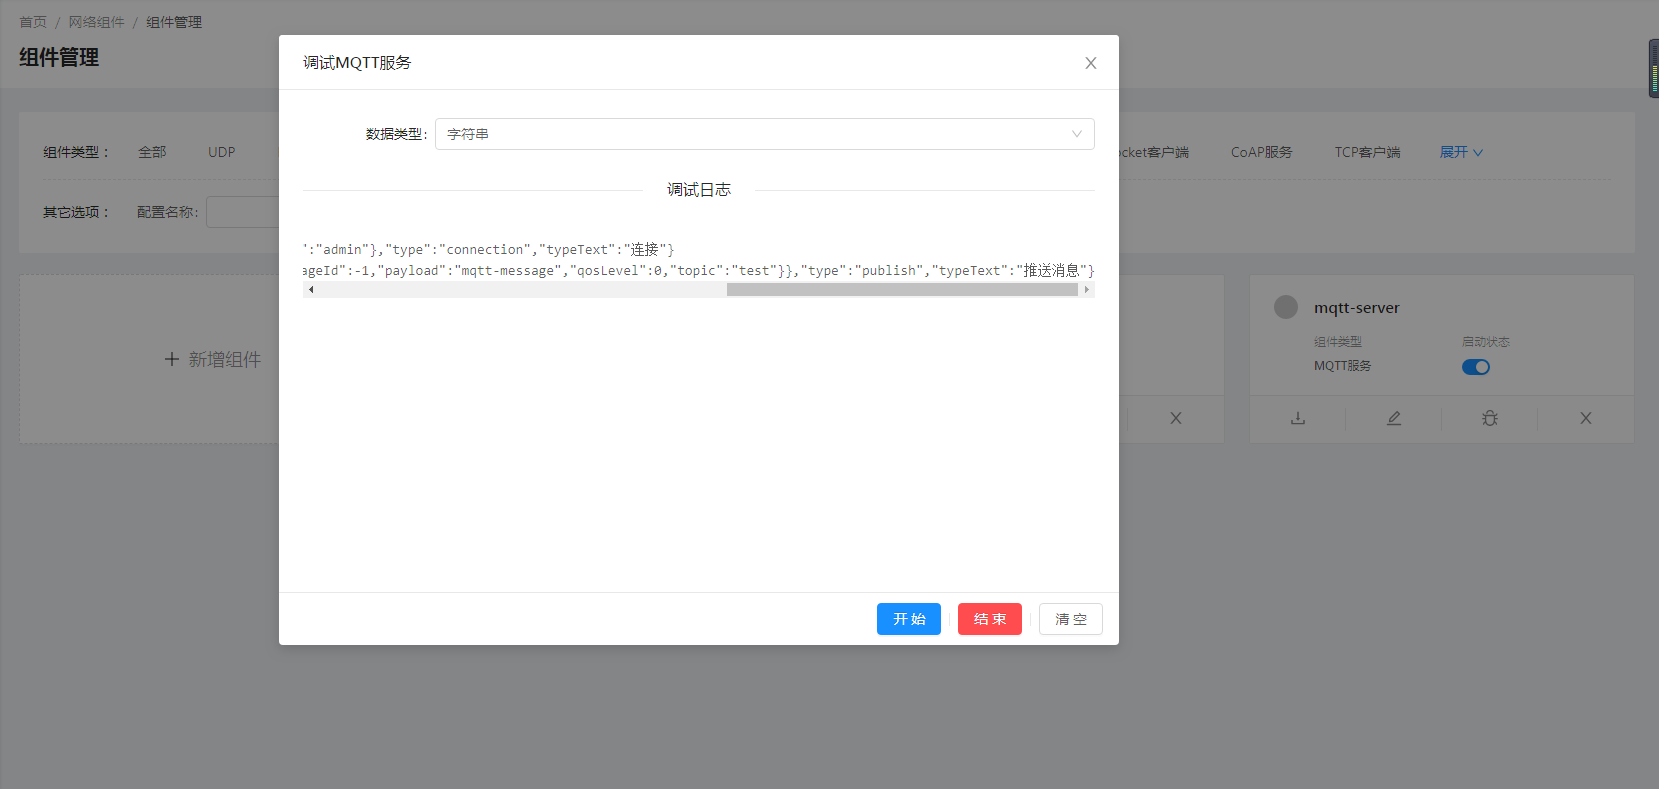 首页 / 网络组件 / 组件管理
组件管理
调试MQTT服务
数据类型: 字符串
组件类型： 全部 UDP ocket客户端 CoAP服务 TCP客户端 展开
调试日志
其它选项： 配置名称:
":"admin"},"type":"connection","typeText":"连接"}
ageId":-1,"payload":"mqtt-message","qosLevel":0,"topic":"test"}},"type":"publish","typeText":"推送消息"}
mqtt-server
组件类型 启动状态
MQTT服务
新增组件
开 始 结 束 清 空